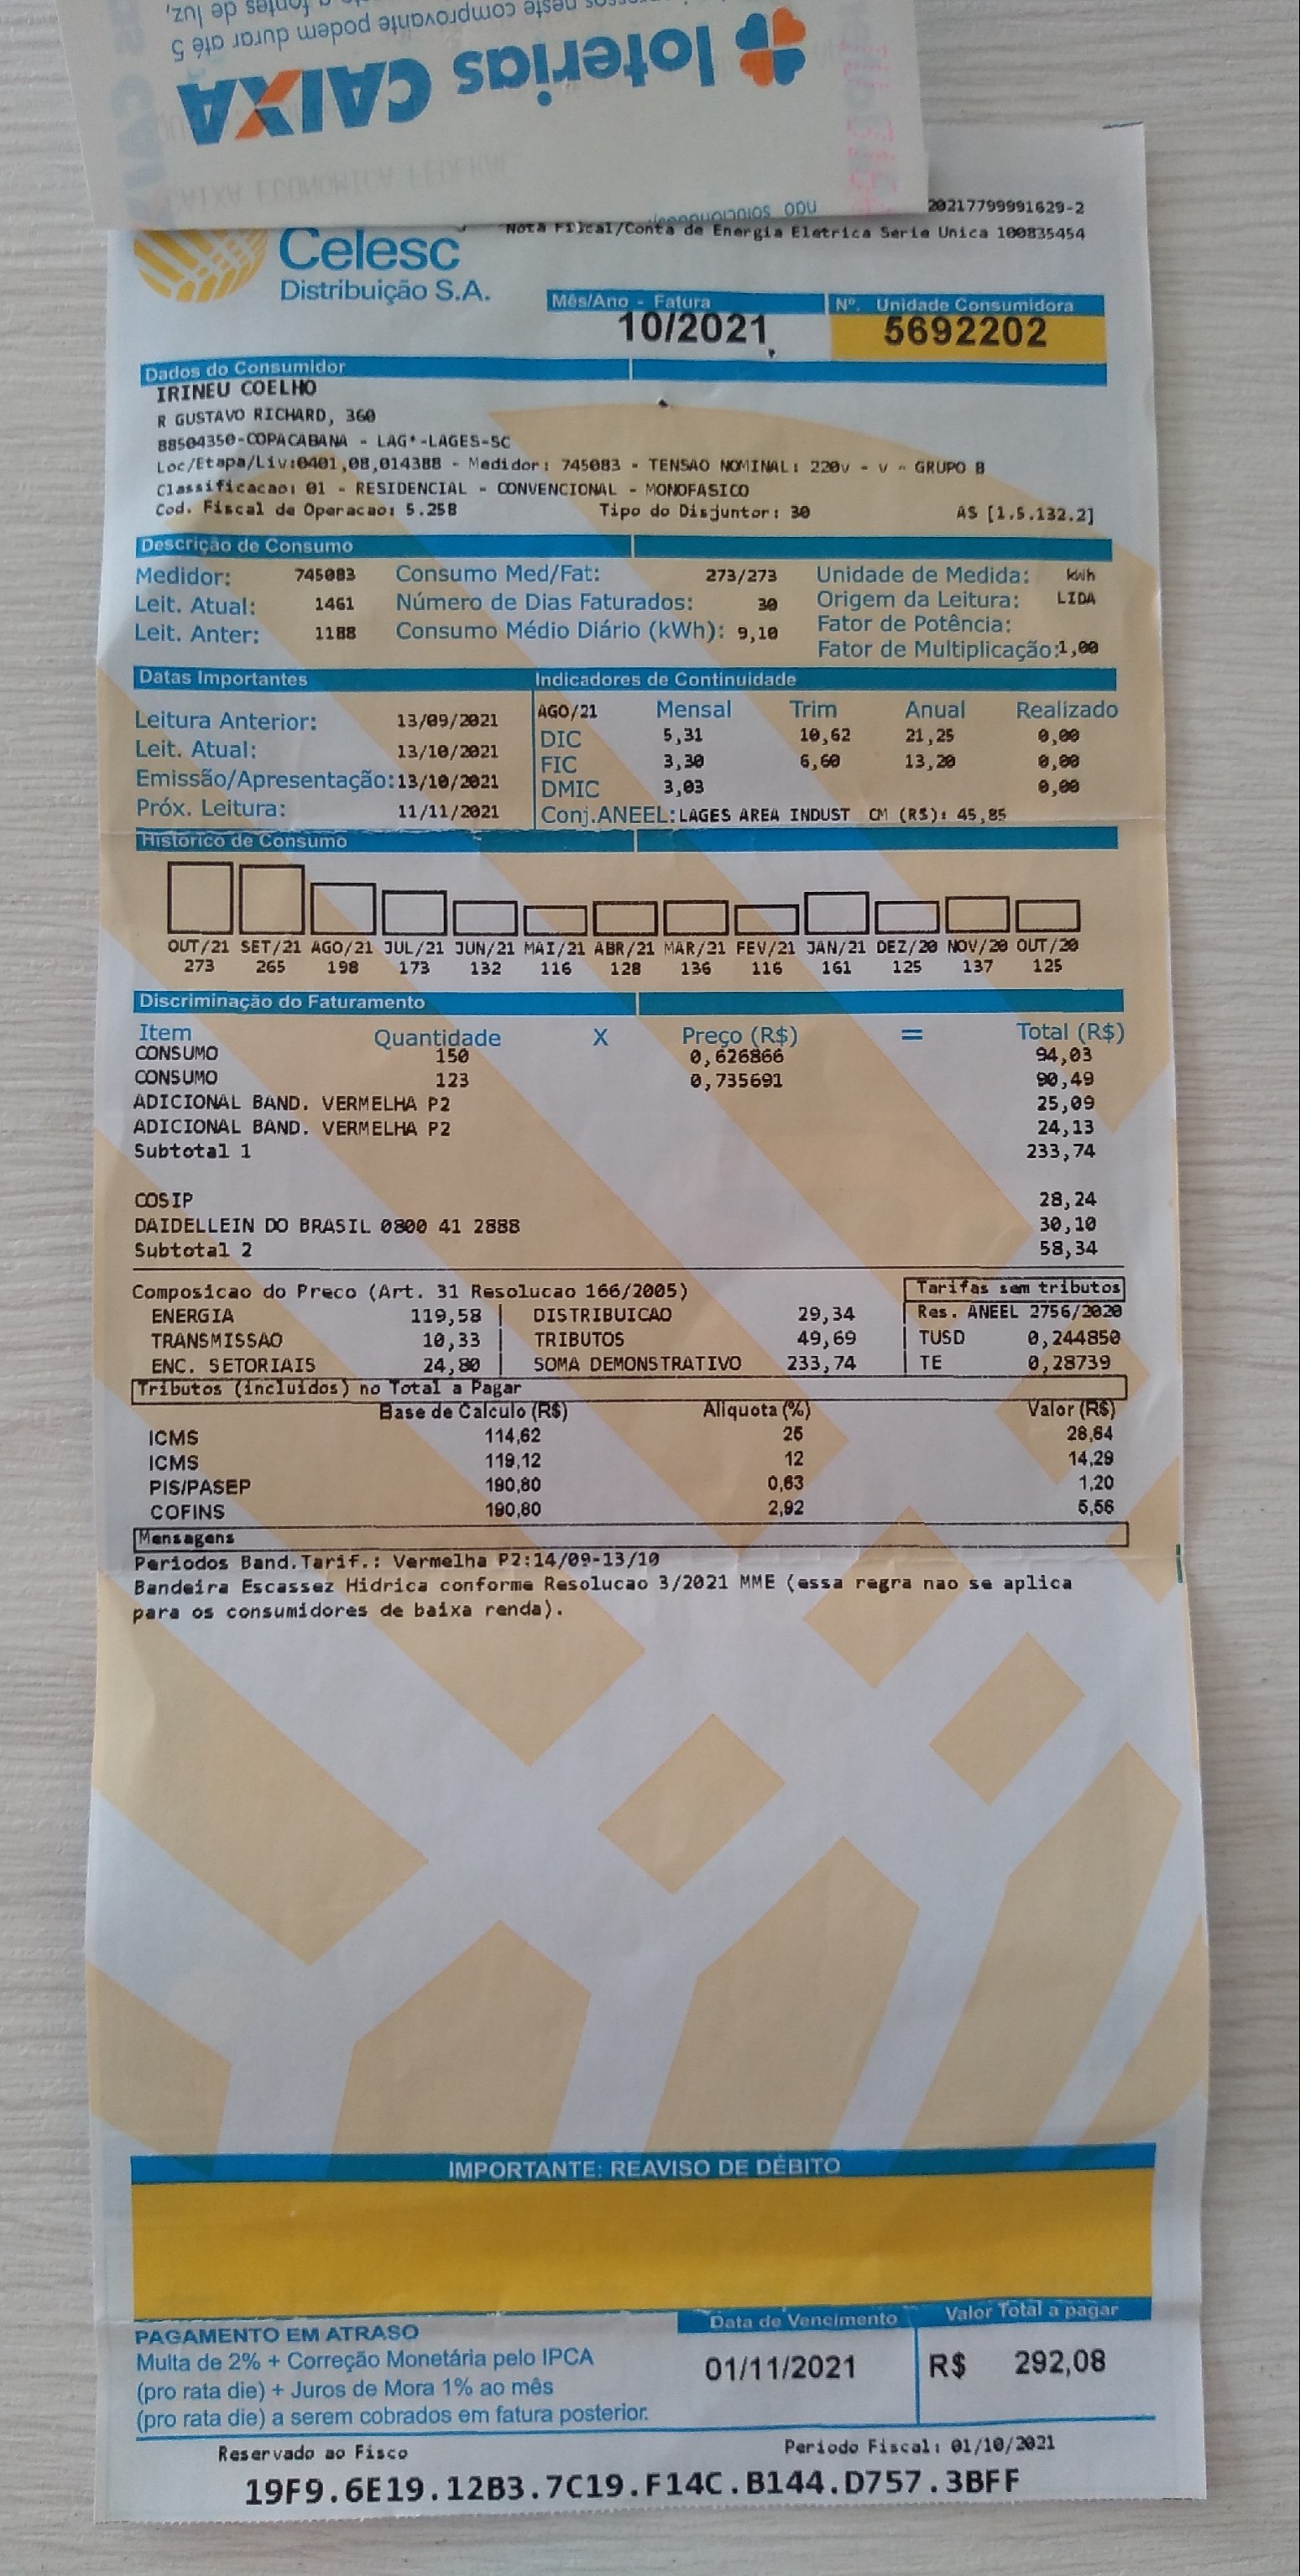 luz,
e fontes de
neste comprovante podem durar até 5
loterias CAIXA
CAIXA ECONOMICA FEDERAL
não solucionados
20217799991629-2
Nota Fiscal/Conta de Energia Eletrica Serie Unica 100835454
Celesc
Distribuição S.A.
Mês/Ano - Fatura Nº. Unidade Consumidora
10/2021 5692202
Dados do Consumidor
IRINEU COELHO
R GUSTAVO RICHARD, 360
88504350-COPACABANA - LAG*-LAGES-SC
Loc/Etapa/Liv:0401,08,014388 - Medidor: 745083 - TENSAO NOMINAL: 220v - v - GRUPO B
Classificacao: 01 - RESIDENCIAL - CONVENCIONAL - MONOFASICO
Cod. Fiscal de Operacao: 5.258 Tipo do Disjuntor: 30 AS [1.5.132.2]
Descrição de Consumo
Medidor: 745083 Consumo Med/Fat: 273/273 Unidade de Medida: kWh
Leit. Atual: 1461 Número de Dias Faturados: 30 Origem da Leitura: LIDA
Leit. Anter: 1188 Consumo Médio Diário (kWh): 9,10 Fator de Potência:
Fator de Multiplicação:1,00
Datas Importantes Indicadores de Continuidade
Leitura Anterior: 13/09/2021 AGO/21 Mensal Trim Anual Realizado
Leit. Atual: 13/10/2021 DIC 5,31 10,62 21,25 0,00
Emissão/Apresentação:13/10/2021 FIC 3,30 6,60 13,20 0,00
DMIC 3,03 0,00
Próx. Leitura: 11/11/2021 Conj.ANEEL:LAGES AREA INDUST CM (R$): 45,85
Histórico de Consumo
OUT/21 SET/21 AGO/21 JUL/21 JUN/21 MAI/21 ABR/21 MAR/21 FEV/21 JAN/21 DEZ/20 NOV/20 OUT/20
273 265 198 173 132 116 128 136 116 161 125 137 125
Discriminação do Faturamento
Item Quantidade X Preço (R$) = Total (R$)
CONSUMO 150 0,626866 94,03
CONSUMO 123 0,735691 90,49
ADICIONAL BAND. VERMELHA P2 25,09
ADICIONAL BAND. VERMELHA P2 24,13
Subtotal 1 233,74
COSIP 28,24
DAIDELLEIN DO BRASIL 0800 41 2888 30,10
Subtotal 2 58,34
Composicao do Preco (Art. 31 Resolucao 166/2005) Tarifas sem tributos
ENERGIA 119,58 DISTRIBUICAO 29,34 Res. ANEEL 2756/2020
TRANSMISSAO 10,33 TRIBUTOS 49,69 TUSD 0,244850
ENC. SETORIAIS 24,80 SOMA DEMONSTRATIVO 233,74 TE 0,28739
Tributos (incluidos) no Total a Pagar
Base de Calculo (R$) Aliquota (%) Valor (R$)
ICMS 114,62 25 28,64
ICMS 119,12 12 14,29
PIS/PASEP 190,80 0,63 1,20
COFINS 190,80 2,92 5,56
Mensagens
Periodos Band.Tarif.: Vermelha P2:14/09-13/10
Bandeira Escassez Hidrica conforme Resolucao 3/2021 MME (essa regra nao se aplica
para os consumidores de baixa renda).
IMPORTANTE: REAVISO DE DÉBITO
Data de Vencimento Valor Total a pagar
PAGAMENTO EM ATRASO
Multa de 2% + Correção Monetária pelo IPCA
(pro rata die) + Juros de Mora 1% ao mês
(pro rata die) a serem cobrados em fatura posterior.
01/11/2021 R$ 292,08
Reservado ao Fisco Periodo Fiscal: 01/10/2021
19F9.6E19.12B3.7C19.F14C.B144.D757.3BFF